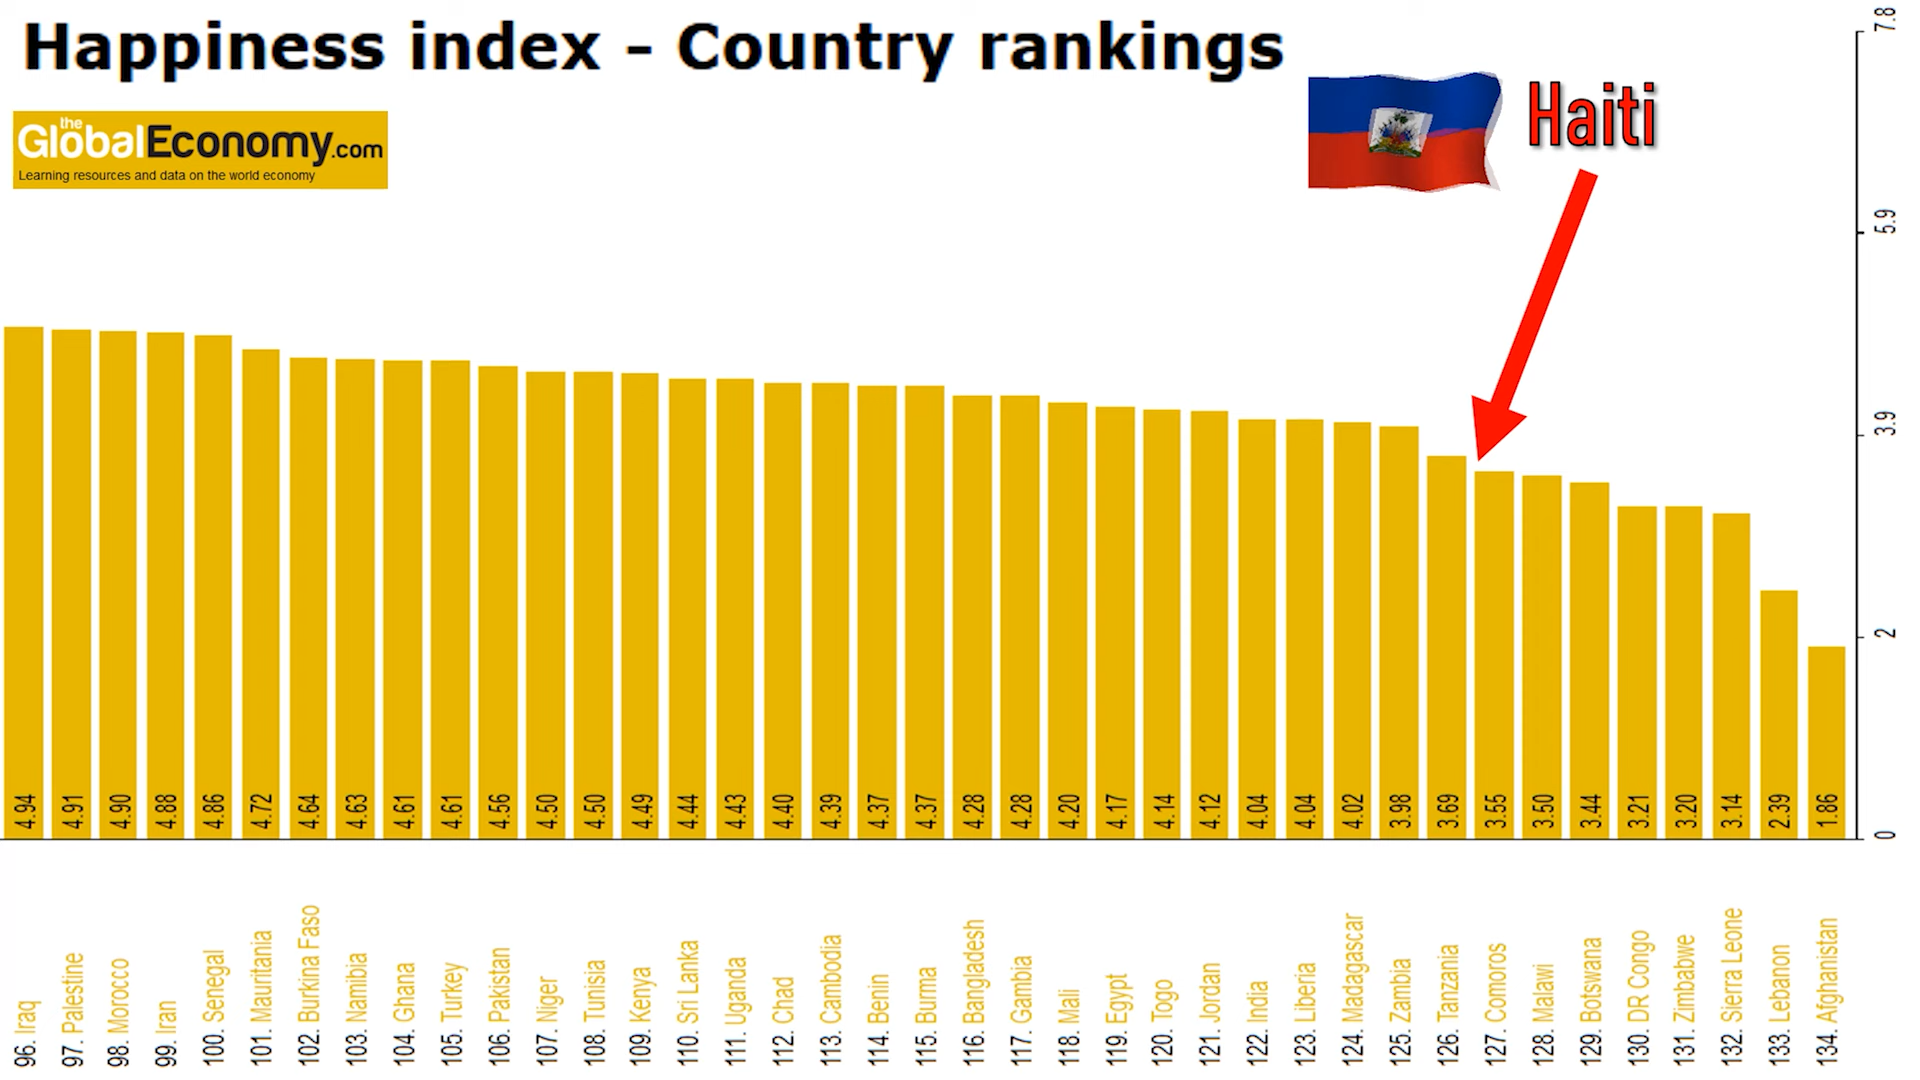 Happiness index - Country rankings
the
GlobalEconomy.com
Learning resources and data on the world economy
Haiti
7.8
5.9
3.9
2
0
4.94
4.91
4.90
4.88
4.86
4.72
4.64
4.63
4.61
4.61
4.56
4.50
4.50
4.49
4.44
4.43
4.40
4.39
4.37
4.37
4.28
4.28
4.20
4.17
4.14
4.12
4.04
4.04
4.02
3.98
3.69
3.55
3.50
3.44
3.21
3.20
3.14
2.39
1.86
96. Iraq
97. Palestine
98. Morocco
99. Iran
100. Senegal
101. Mauritania
102. Burkina Faso
103. Namibia
104. Ghana
105. Turkey
106. Pakistan
107. Niger
108. Tunisia
109. Kenya
110. Sri Lanka
111. Uganda
112. Chad
113. Cambodia
114. Benin
115. Burma
116. Bangladesh
117. Gambia
118. Mali
119. Egypt
120. Togo
121. Jordan
122. India
123. Liberia
124. Madagascar
125. Zambia
126. Tanzania
127. Comoros
128. Malawi
129. Botswana
130. DR Congo
131. Zimbabwe
132. Sierra Leone
133. Lebanon
134. Afghanistan